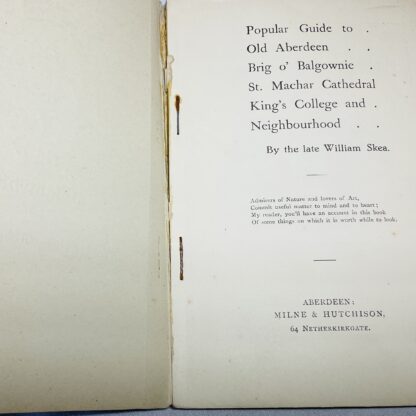 Popular Guide to .
Old Aberdeen . .
Brig o' Balgownie .
St. Machar Cathedral
King's College and .
Neighbourhood . .
By the late William Skea.
Admirers of Nature and lovers of Art,
Commit useful matter to mind and to heart;
My reader, you'll have an account in this book
Of some things on which it is worth while to look.
ABERDEEN:
MILNE & HUTCHISON,
64 NETHERKIRKGATE.